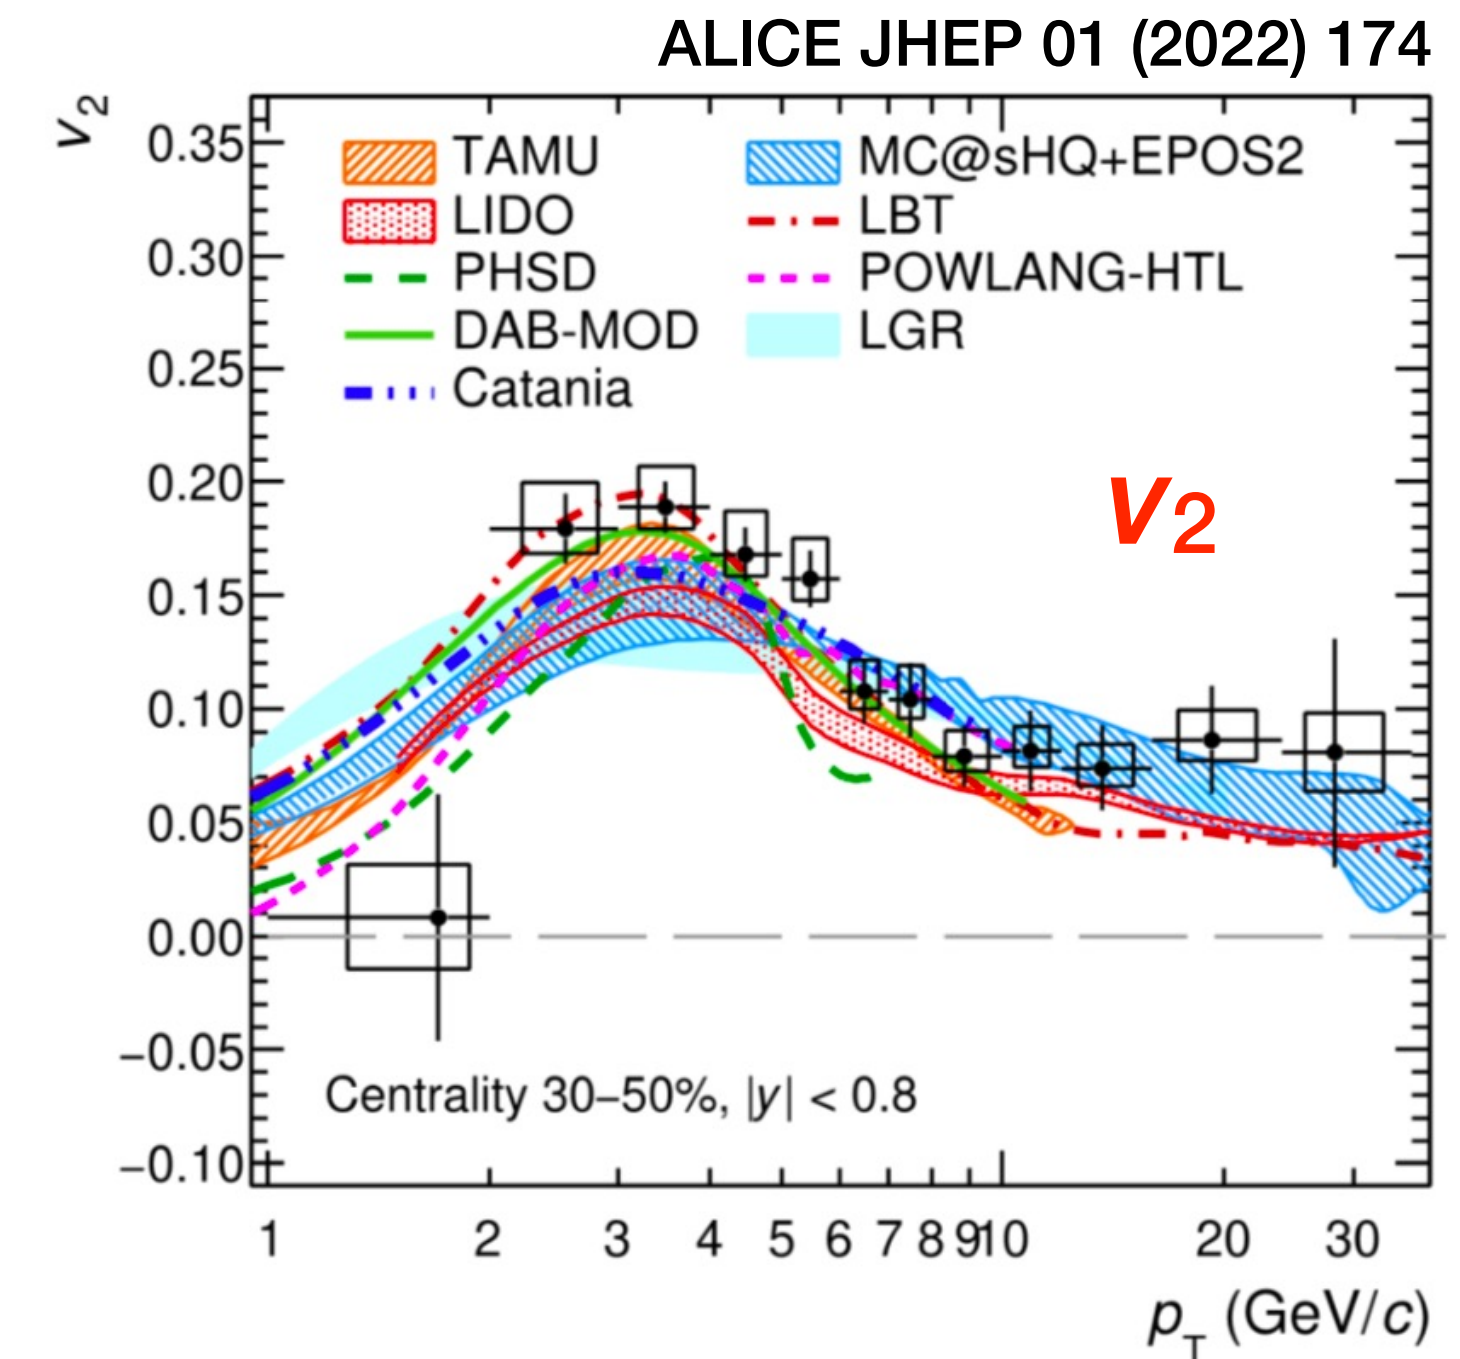 ALICE JHEP 01 (2022) 174
v2
0.35
0.30
0.25
0.20
0.15
0.10
0.05
0.00
−0.05
−0.10
TAMU
LIDO
PHSD
DAB-MOD
Catania
MC@sHQ+EPOS2
LBT
POWLANG-HTL
LGR
v2
Centrality 30–50%, |y| < 0.8
1 2 3 4 5 6 7 8 9 10 20 30
pT (GeV/c)